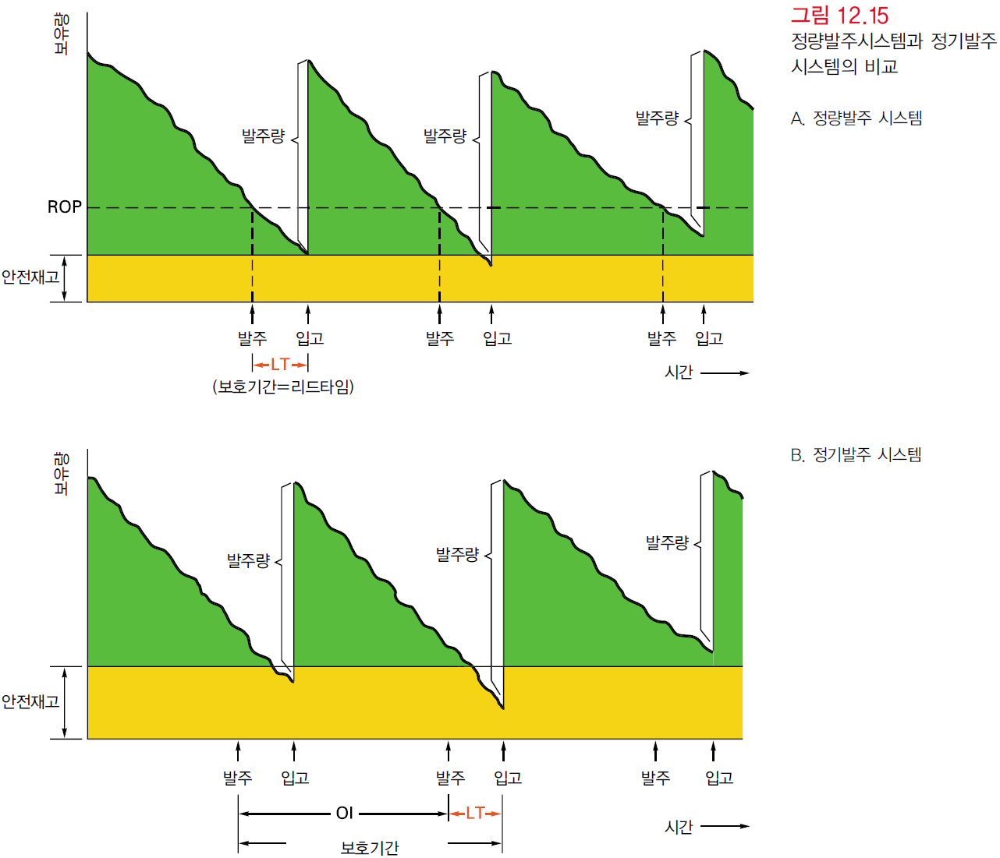 그림 12.15
정량발주시스템과 정기발주
시스템의 비교
A. 정량발주 시스템
보유량
발주량
발주량
발주량
ROP
안전재고
발주
입고
발주
입고
발주
입고
LT
(보호기간=리드타임)
시간
B. 정기발주 시스템
보유량
발주량
발주량
발주량
안전재고
발주
입고
발주
입고
발주
입고
OI
LT
보호기간
시간